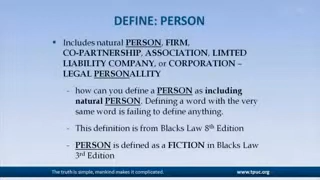 DEFINE: PERSON
• Includes natural PERSON, FIRM,
CO-PARTNERSHIP, ASSOCIATION, LIMTED
LIABILITY COMPANY, or CORPORATION –
LEGAL PERSONALLITY
- how can you define a PERSON as including
natural PERSON. Defining a word with the very
same word is failing to define anything.
- This definition is from Blacks Law 8th Edition
- PERSON is defined as a FICTION in Blacks Law
3rd Edition
The truth is simple, mankind makes it complicated.
www.tpuc.org